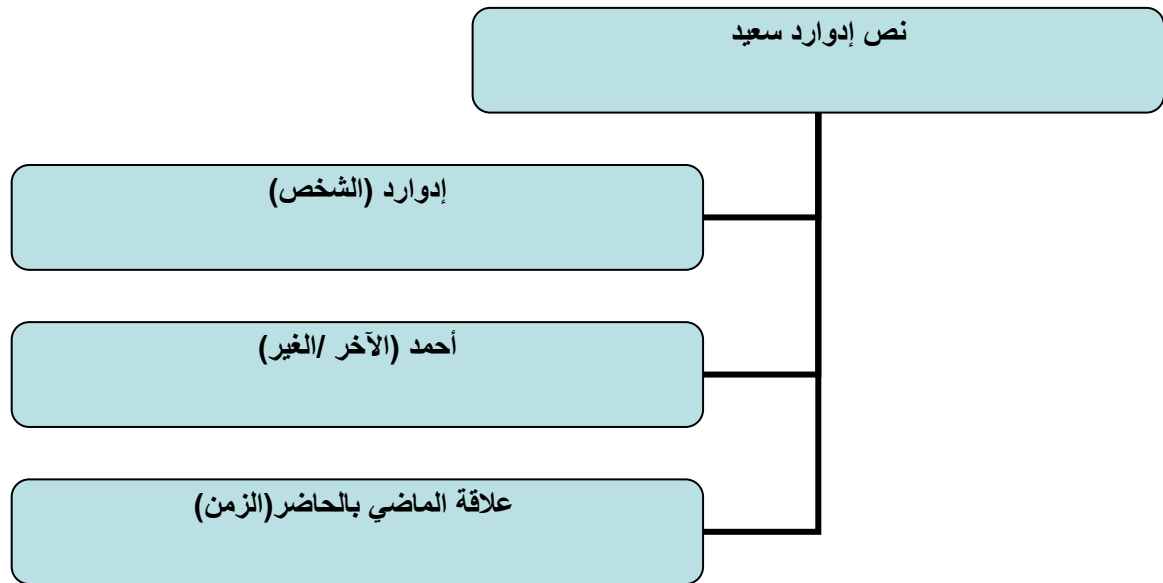 نص إدوارد سعيد
إدوارد (الشخص)
أحمد (الآخر /الغير)
علاقة الماضي بالحاضر(الزمن)